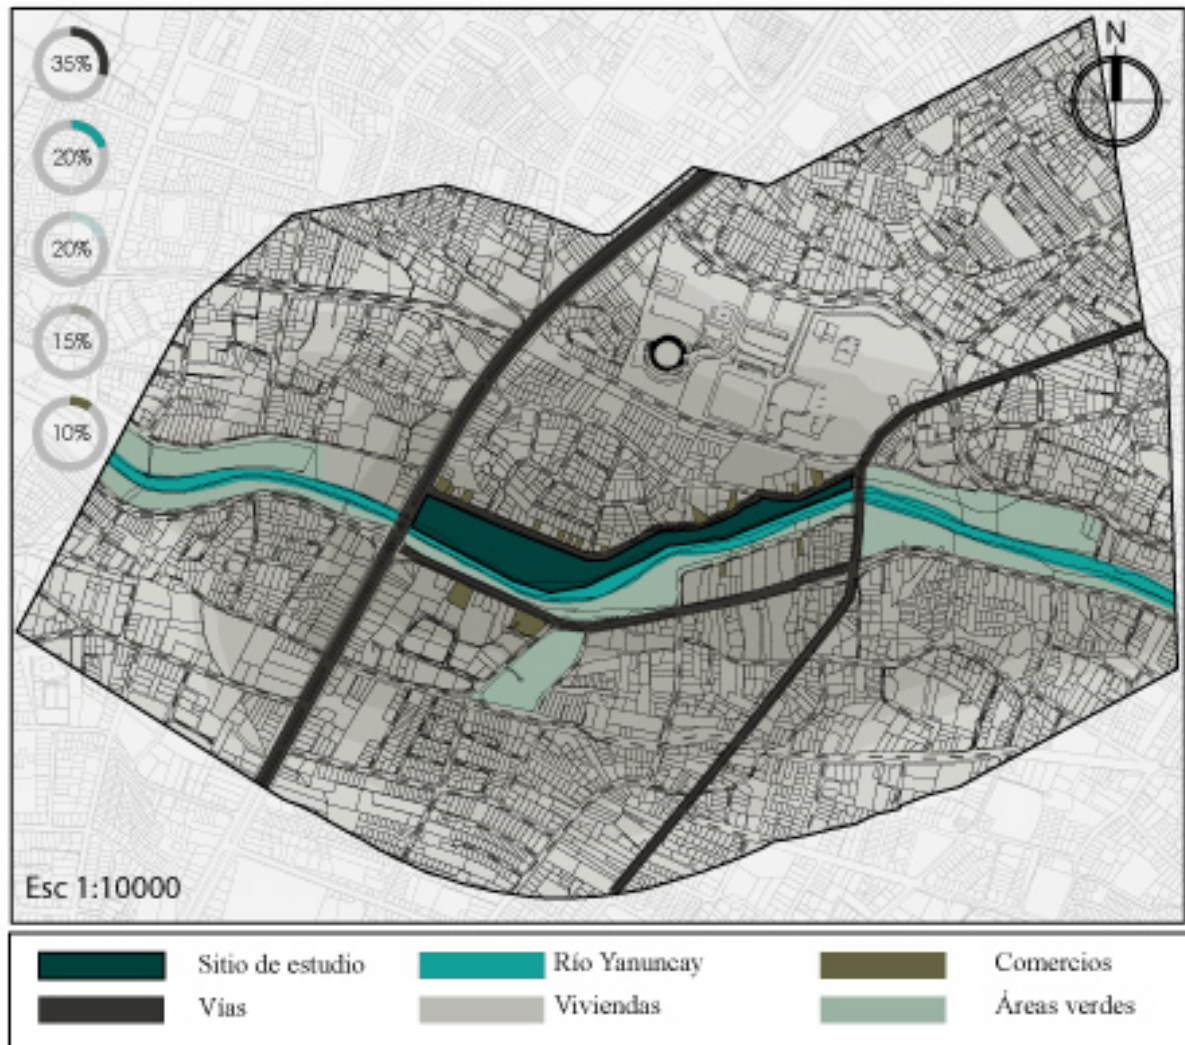 35%
N
20%
20%
15%
10%
Esc 1:10000
Sitio de estudio
Río Yanuncay
Comercios
Vías
Viviendas
Áreas verdes